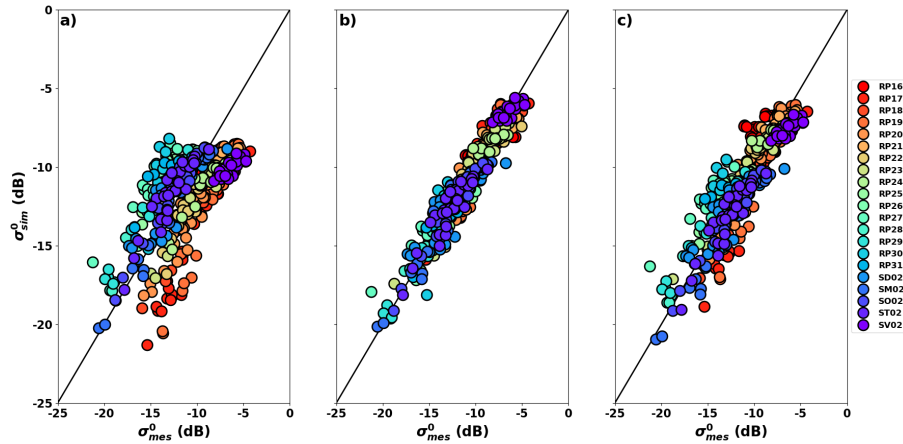 a)
b)
c)
0
-5
-10
-15
-20
-25
σ⁰sim (dB)
-25 -20 -15 -10 -5 0
-25 -20 -15 -10 -5 0
-25 -20 -15 -10 -5 0
σ⁰mes (dB)
σ⁰mes (dB)
σ⁰mes (dB)
RP16
RP17
RP18
RP19
RP20
RP21
RP22
RP23
RP24
RP25
RP26
RP27
RP28
RP29
RP30
RP31
SD02
SM02
SO02
ST02
SV02